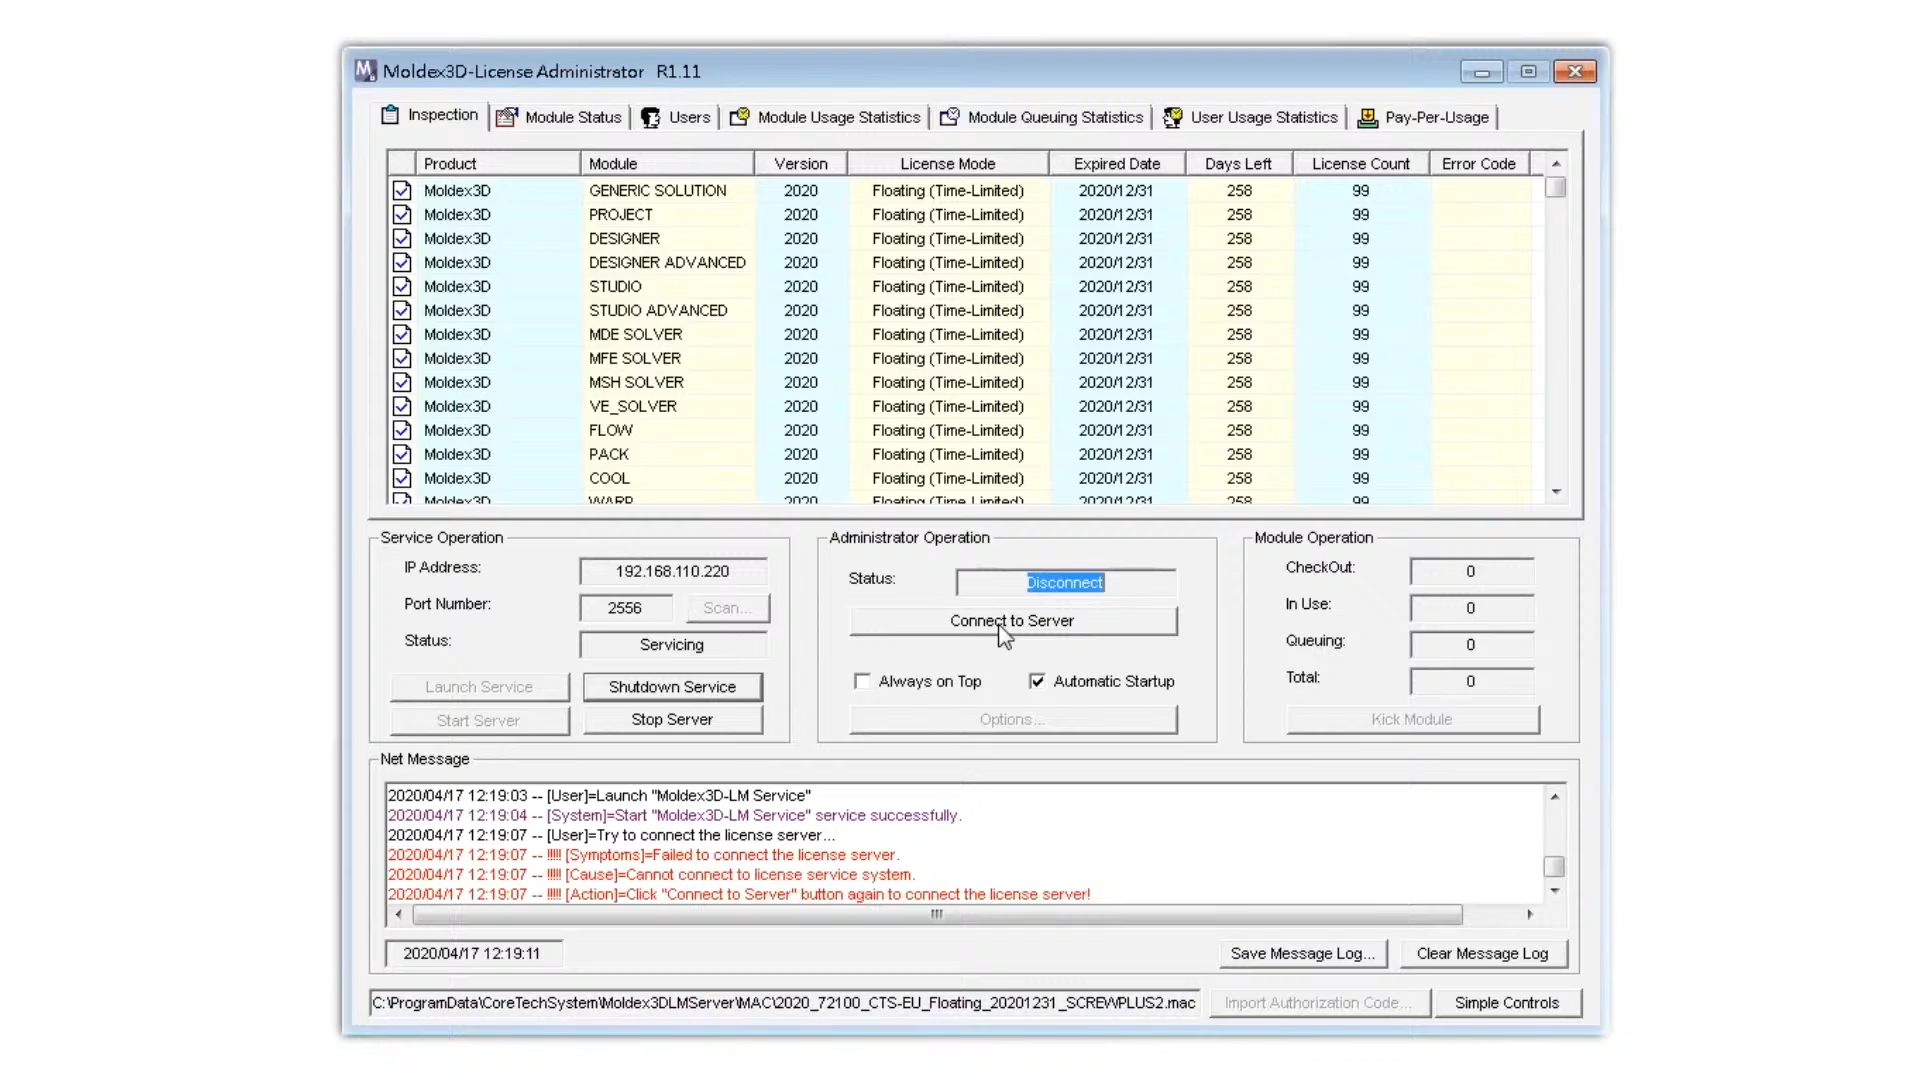 Moldex3D-License Administrator R1.11
Inspection Module Status Users Module Usage Statistics Module Queuing Statistics User Usage Statistics Pay-Per-Usage
Product Module Version License Mode Expired Date Days Left License Count Error Code
Moldex3D GENERIC SOLUTION 2020 Floating (Time-Limited) 2020/12/31 258 99
Moldex3D PROJECT 2020 Floating (Time-Limited) 2020/12/31 258 99
Moldex3D DESIGNER 2020 Floating (Time-Limited) 2020/12/31 258 99
Moldex3D DESIGNER ADVANCED 2020 Floating (Time-Limited) 2020/12/31 258 99
Moldex3D STUDIO 2020 Floating (Time-Limited) 2020/12/31 258 99
Moldex3D STUDIO ADVANCED 2020 Floating (Time-Limited) 2020/12/31 258 99
Moldex3D MDE SOLVER 2020 Floating (Time-Limited) 2020/12/31 258 99
Moldex3D MFE SOLVER 2020 Floating (Time-Limited) 2020/12/31 258 99
Moldex3D MSH SOLVER 2020 Floating (Time-Limited) 2020/12/31 258 99
Moldex3D VE_SOLVER 2020 Floating (Time-Limited) 2020/12/31 258 99
Moldex3D FLOW 2020 Floating (Time-Limited) 2020/12/31 258 99
Moldex3D PACK 2020 Floating (Time-Limited) 2020/12/31 258 99
Moldex3D COOL 2020 Floating (Time-Limited) 2020/12/31 258 99
Moldex3D WARP 2020 Floating (Time-Limited) 2020/12/31 258 99
Service Operation
IP Address: 192.168.110.220
Port Number: 2556 Scan...
Status: Servicing
Launch Service Shutdown Service
Start Server Stop Server
Administrator Operation
Status: Disconnect
Connect to Server
Always on Top Automatic Startup
Options...
Module Operation
CheckOut: 0
In Use: 0
Queuing: 0
Total: 0
Kick Module
Net Message
2020/04/17 12:19:03 -- [User]=Launch "Moldex3D-LM Service"
2020/04/17 12:19:04 -- [System]=Start "Moldex3D-LM Service" service successfully.
2020/04/17 12:19:07 -- [User]=Try to connect the license server...
2020/04/17 12:19:07 -- !!!!! [Symptoms]=Failed to connect the license server.
2020/04/17 12:19:07 -- !!!!! [Cause]=Cannot connect to license service system.
2020/04/17 12:19:07 -- !!!!! [Action]=Click "Connect to Server" button again to connect the license server!
2020/04/17 12:19:11 Save Message Log... Clear Message Log
C:\ProgramData\CoreTechSystem\Moldex3DLMServer\MAC\2020_72100_CTS-EU_Floating_20201231_SCREWPLUS2.mac Import Authorization Code... Simple Controls